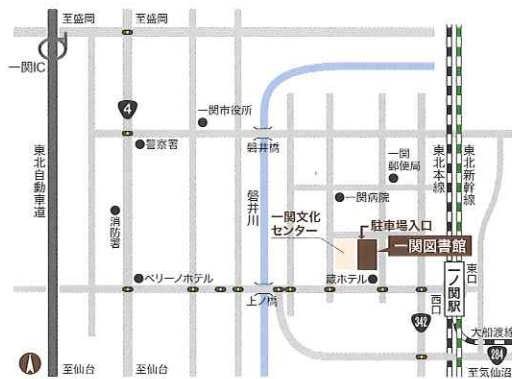 至盛岡
至盛岡
一関IC
4
一関市役所
警察署
磐井橋
一関
郵便局
東北本線
東北新幹線
東北自動車道
消防署
磐井川
一関病院
一関文化
センター
駐車場入口
一関図書館
ベリーノホテル
蔵ホテル
上ノ橋
西口
一ノ関駅
東口
342
大船渡線
284
至仙台
至仙台
至気仙沼